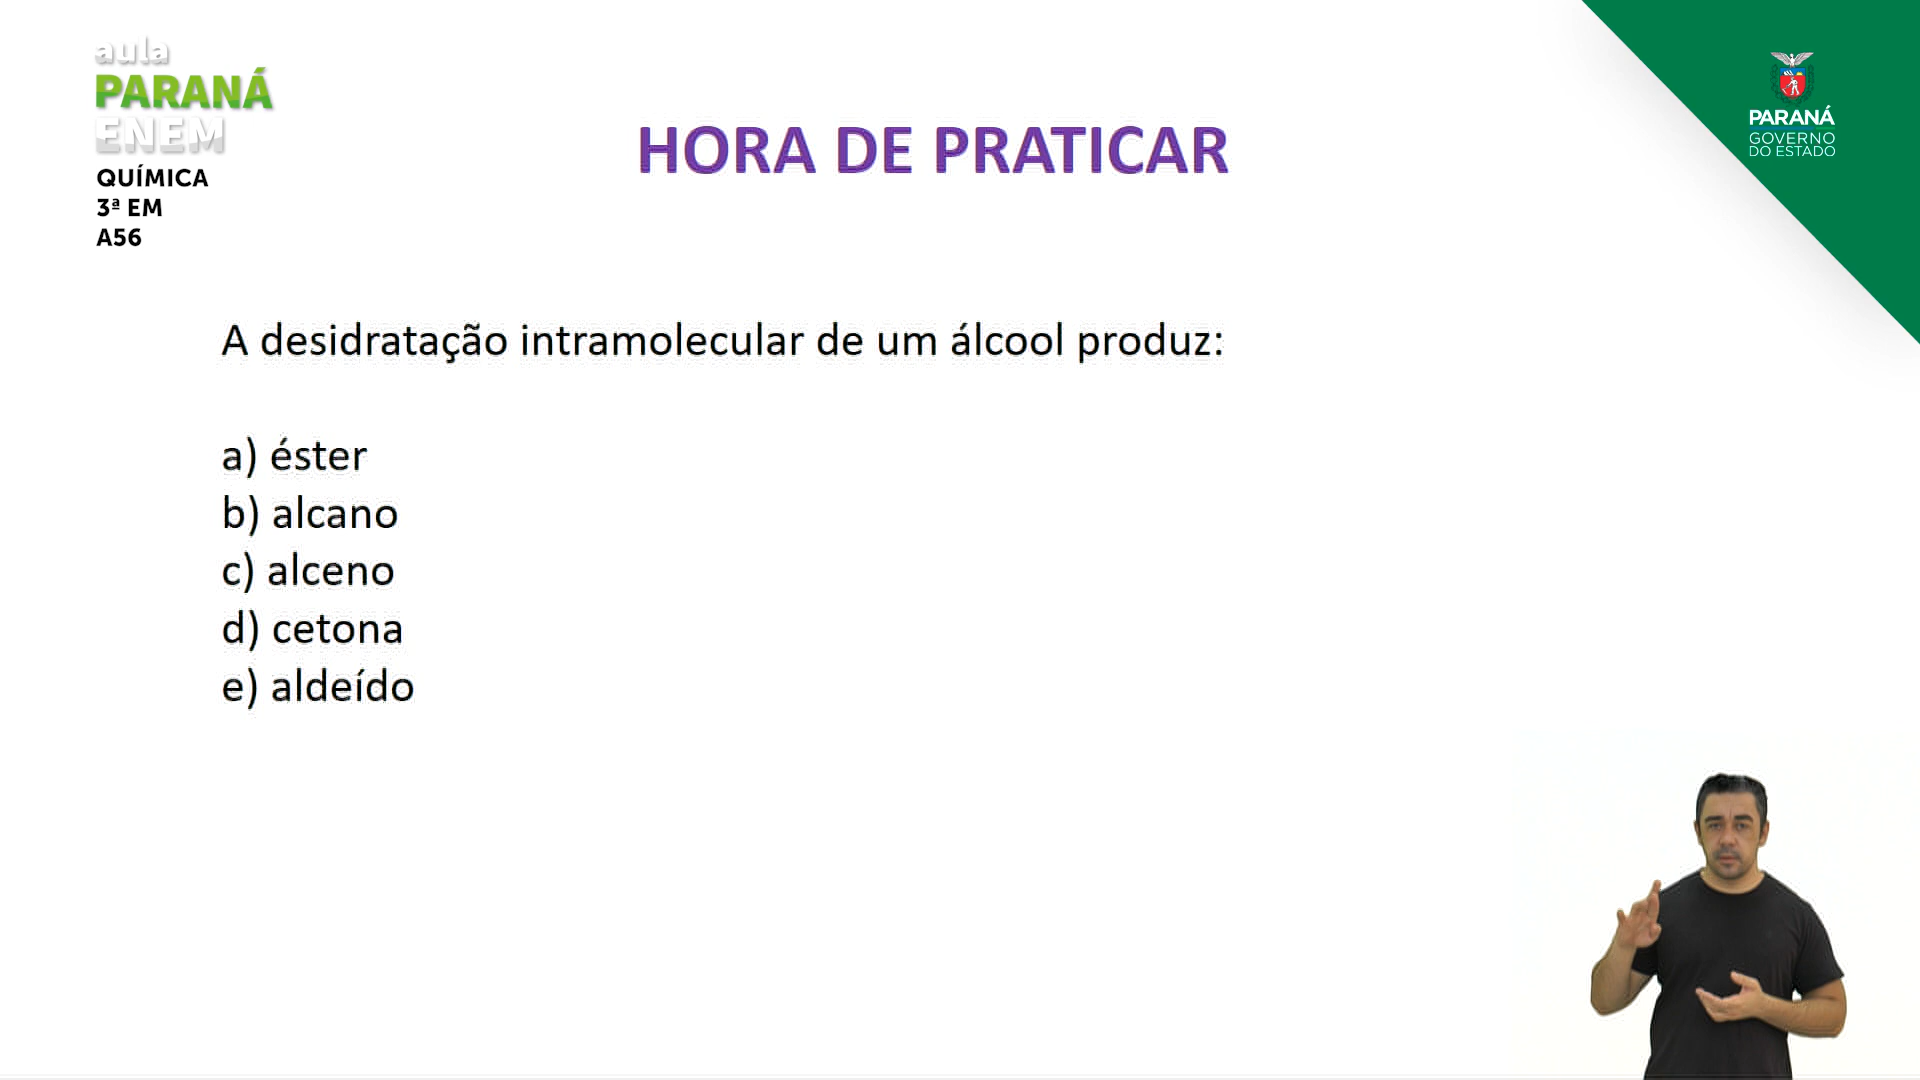 aula
PARANÁ
ENEM
QUÍMICA
3ª EM
A56
HORA DE PRATICAR
PARANÁ
GOVERNO
DO ESTADO
A desidratação intramolecular de um álcool produz:
a) éster
b) alcano
c) alceno
d) cetona
e) aldeído